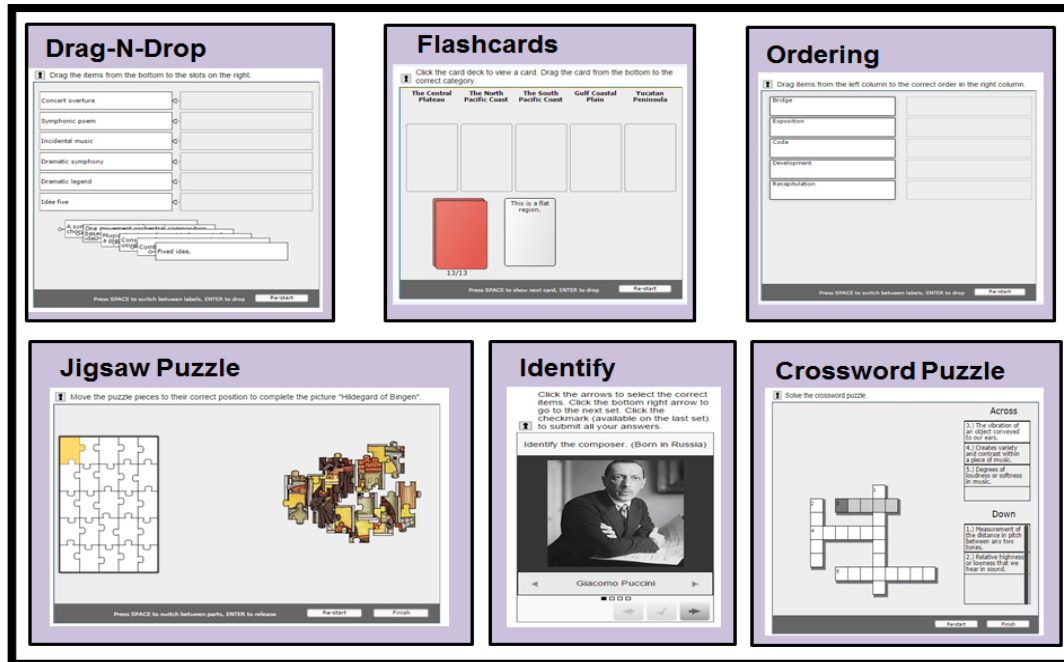 Drag-N-Drop
Drag the items from the bottom to the slots on the right.
Concert overture
Symphonic poem
Incidental music
Dramatic symphony
Dramatic legend
Idée fixe
A sym
One movement orchestral composition
Fixed idea.
Press SPACE to switch between labels, ENTER to drop
Re-start
Flashcards
Click the card deck to view a card. Drag the card from the bottom to the
correct category.
The Central
Plateau
The North
Pacific Coast
The South
Pacific Coast
Gulf Coastal
Plain
Yucatan
Peninsula
This is a flat
region.
13/13
Press SPACE to show next card, ENTER to drop
Re-start
Ordering
Drag items from the left column to the correct order in the right column.
Bridge
Exposition
Code
Development
Recapitulation
Press SPACE to switch between labels, ENTER to drop
Re-start
Jigsaw Puzzle
Move the puzzle pieces to their correct position to complete the picture "Hildegard of Bingen".
Press SPACE to switch between parts, ENTER to release
Re-start
Finish
Identify
Click the arrows to select the correct
items. Click the bottom right arrow to
go to the next set. Click the
checkmark (available on the last set)
to submit all your answers.
Identify the composer. (Born in Russia)
Giacomo Puccini
Crossword Puzzle
Solve the crossword puzzle.
Across
3.) The vibration of
an object conveyed
to our ears.
4.) Creates variety
and contrast within
a piece of music.
5.) Degrees of
loudness or softness
in music.
Down
1.) Measurement of
the distance in pitch
between any two
tones.
2.) Relative highness
or lowness that we
hear in sound.
Re-start
Finish